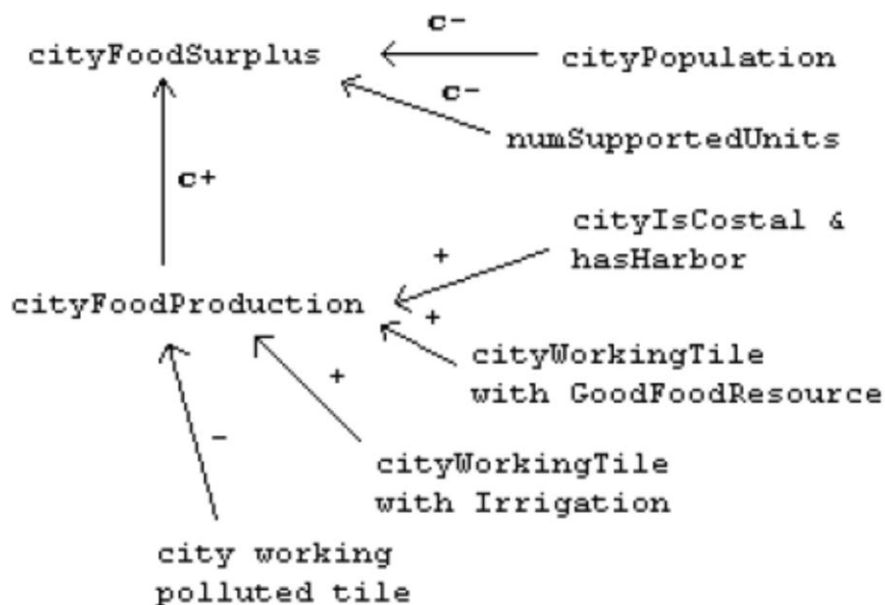 c-
cityFoodSurplus
cityPopulation
c-
numSupportedUnits
c+
cityIsCostal &
hasHarbor
+
cityFoodProduction
+
cityWorkingTile
with GoodFoodResource
+
-
cityWorkingTile
with Irrigation
city working
polluted tile